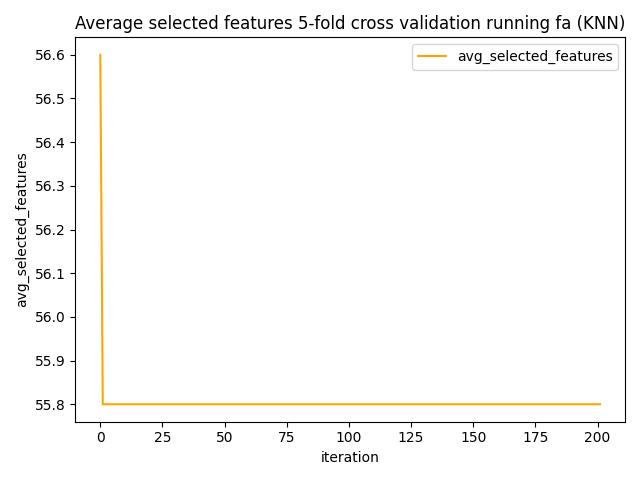 Average selected features 5-fold cross validation running fa (KNN)
avg_selected_features
56.6
56.5
56.4
56.3
56.2
56.1
56.0
55.9
55.8
avg_selected_features
0 25 50 75 100 125 150 175 200
iteration